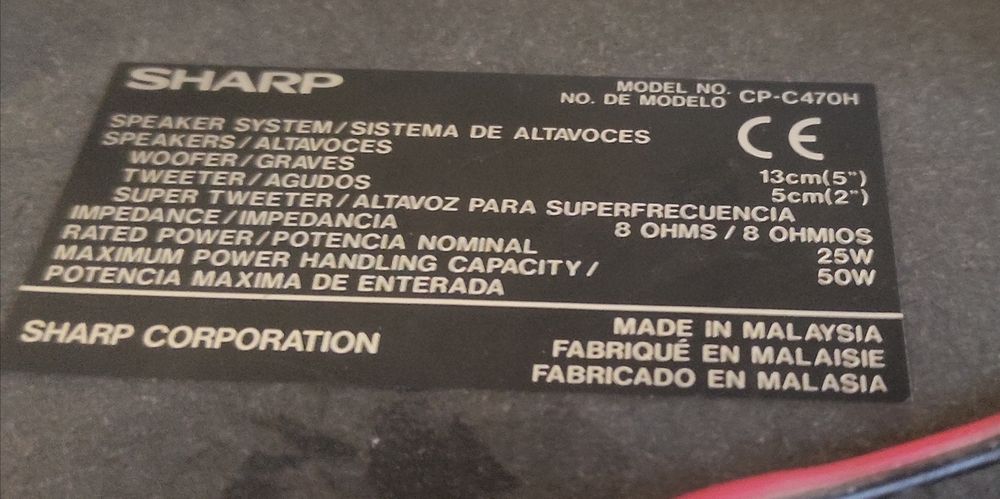 SHARP
MODEL NO.
NO. DE MODELO CP-C470H
SPEAKER SYSTEM/SISTEMA DE ALTAVOCES
CE
SPEAKERS/ALTAVOCES
WOOFER/GRAVES 13cm(5")
TWEETER/AGUDOS 5cm(2")
SUPER TWEETER/ALTAVOZ PARA SUPERFRECUENCIA
IMPEDANCE/IMPEDANCIA 8 OHMS / 8 OHMIOS
RATED POWER/POTENCIA NOMINAL 25W
MAXIMUM POWER HANDLING CAPACITY/ 50W
POTENCIA MAXIMA DE ENTERADA
SHARP CORPORATION
MADE IN MALAYSIA
FABRIQUÉ EN MALAISIE
FABRICADO EN MALASIA